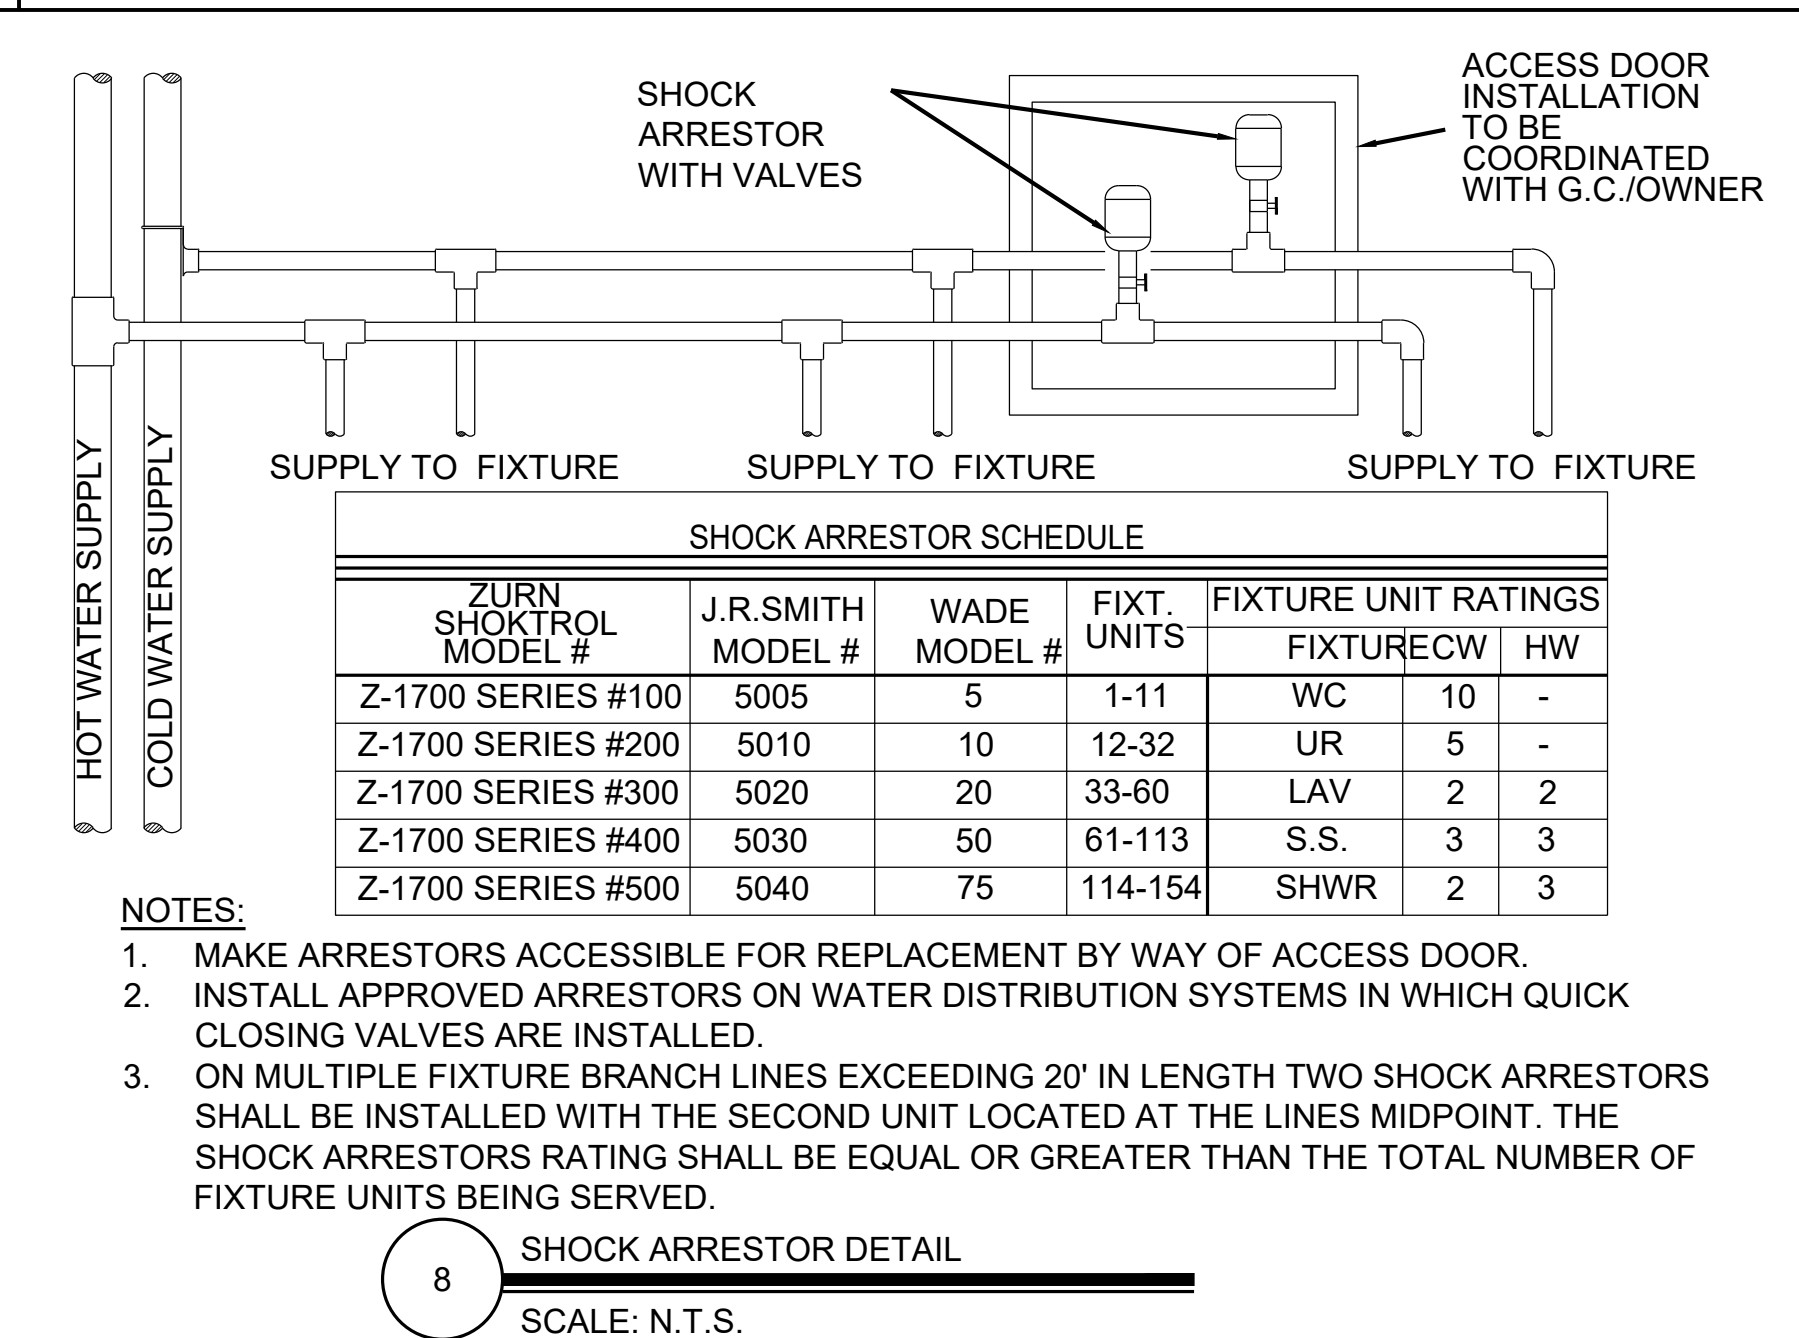 SHOCK
ARRESTOR
WITH VALVES
ACCESS DOOR
INSTALLATION
TO BE
COORDINATED
WITH G.C./OWNER
HOT WATER SUPPLY
COLD WATER SUPPLY
SUPPLY TO FIXTURE
SUPPLY TO FIXTURE
SUPPLY TO FIXTURE
SHOCK ARRESTOR SCHEDULE
ZURN
SHOKTROL
MODEL #
J.R.SMITH
MODEL #
WADE
MODEL #
FIXT.
UNITS
FIXTURE UNIT RATINGS
FIXTURE CW HW
Z-1700 SERIES #100 5005 5 1-11 WC 10 -
Z-1700 SERIES #200 5010 10 12-32 UR 5 -
Z-1700 SERIES #300 5020 20 33-60 LAV 2 2
Z-1700 SERIES #400 5030 50 61-113 S.S. 3 3
Z-1700 SERIES #500 5040 75 114-154 SHWR 2 3
NOTES:
1. MAKE ARRESTORS ACCESSIBLE FOR REPLACEMENT BY WAY OF ACCESS DOOR.
2. INSTALL APPROVED ARRESTORS ON WATER DISTRIBUTION SYSTEMS IN WHICH QUICK
CLOSING VALVES ARE INSTALLED.
3. ON MULTIPLE FIXTURE BRANCH LINES EXCEEDING 20' IN LENGTH TWO SHOCK ARRESTORS
SHALL BE INSTALLED WITH THE SECOND UNIT LOCATED AT THE LINES MIDPOINT. THE
SHOCK ARRESTORS RATING SHALL BE EQUAL OR GREATER THAN THE TOTAL NUMBER OF
FIXTURE UNITS BEING SERVED.
8
SHOCK ARRESTOR DETAIL
SCALE: N.T.S.